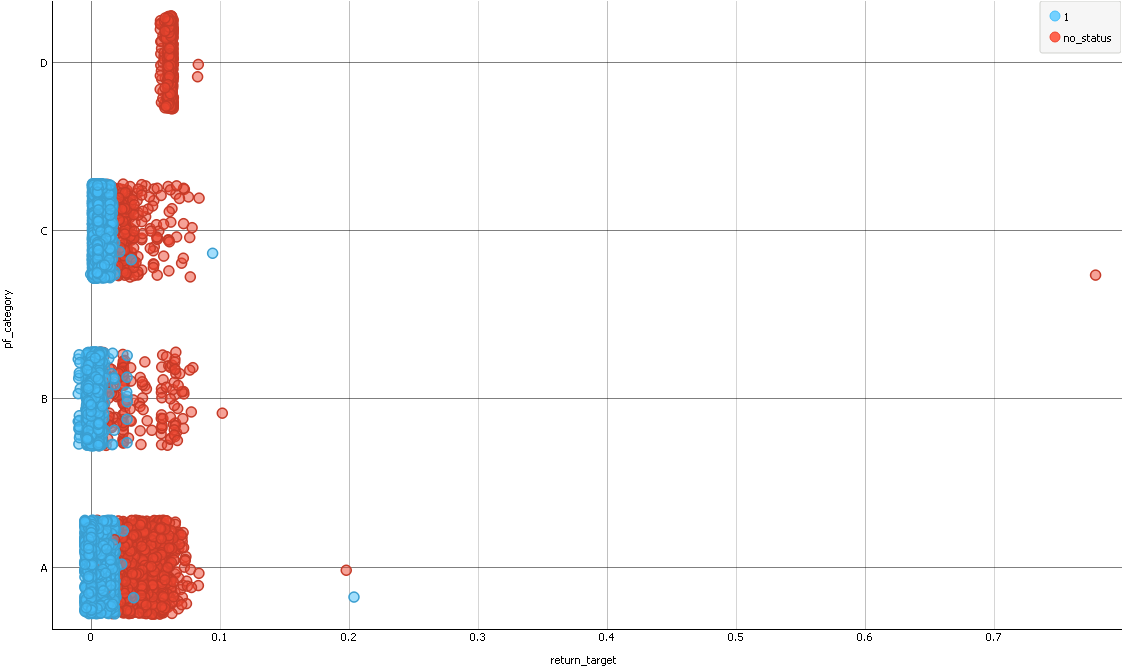 1
no_status
D
C
B
A
pf_category
0
0.1
0.2
0.3
0.4
0.5
0.6
0.7
return_target